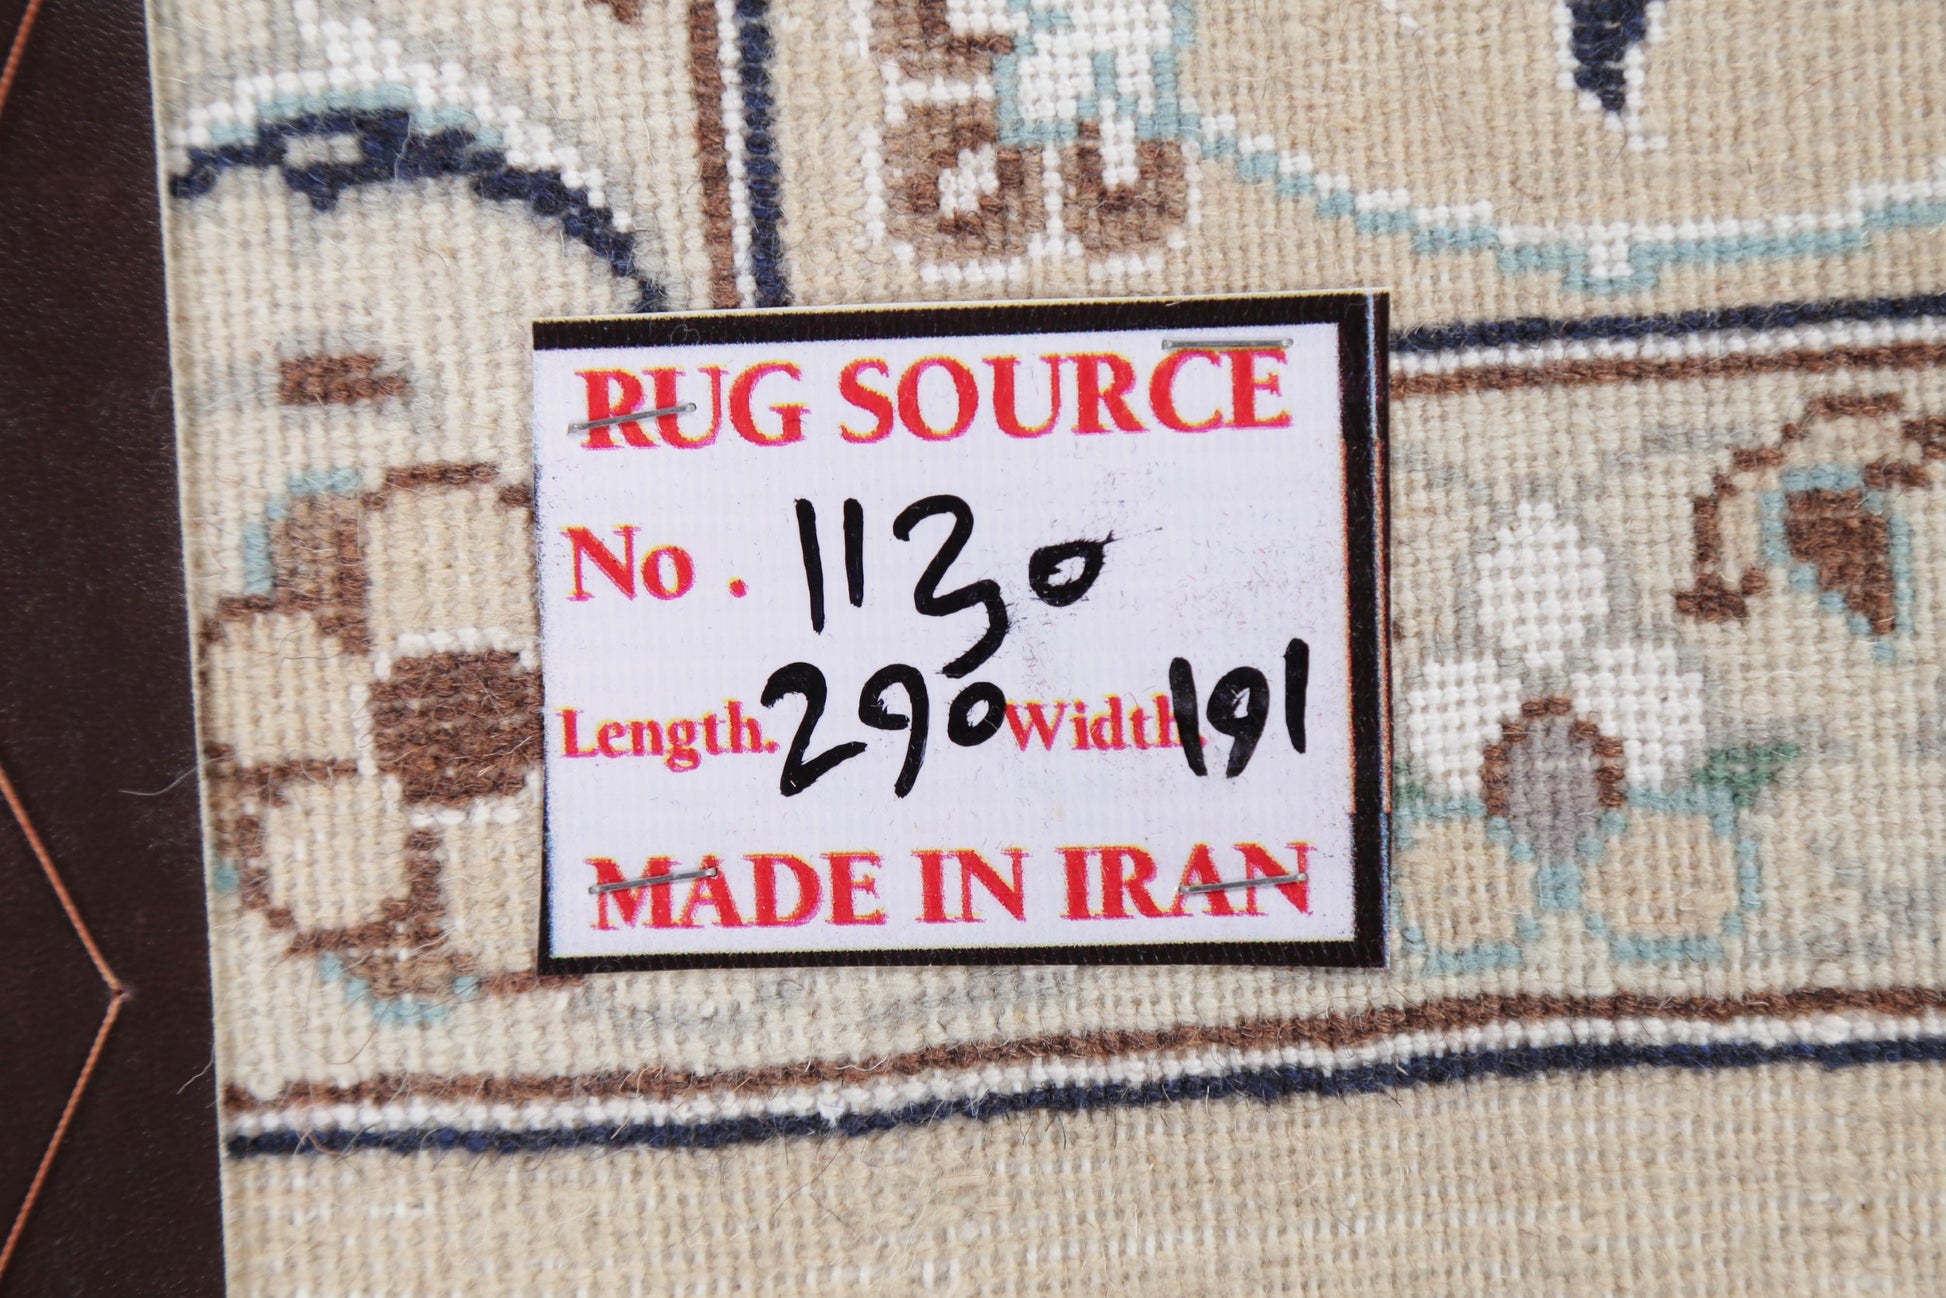 RUG SOURCE
No. 1130
Length. 290 Width. 191
MADE IN IRAN